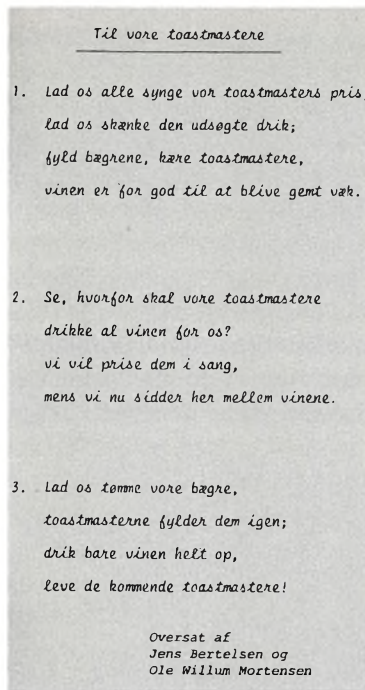 Til vore toastmastere
1. Lad os alle synge vor toastmasters pris,
lad os skænke den udsøgte drik;
fyld bægrene, kære toastmastere,
vinen er for god til at blive gemt væk.
2. Se, hvorfor skal vore toastmastere
drikke al vinen for os?
vi vil prise dem i sang,
mens vi nu sidder her mellem vinene.
3. Lad os tømme vore bægre,
toastmasterne fylder dem igen;
drik bare vinen helt op,
leve de kommende toastmastere!
Oversat af
Jens Bertelsen og
Ole Willum Mortensen